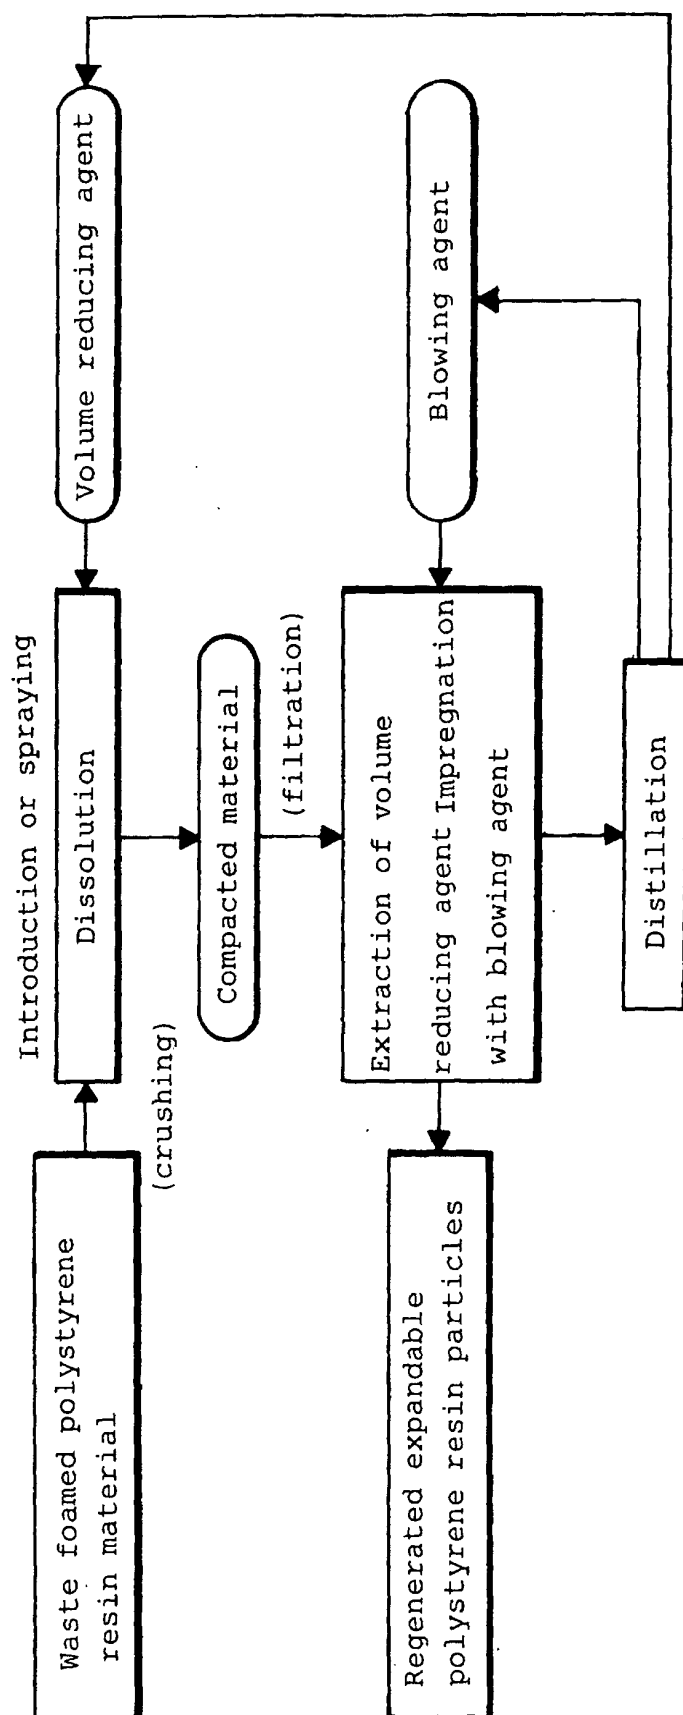 Waste foamed polystyrene
resin material
(crushing)
Introduction or spraying
Dissolution
Volume reducing agent
Compacted material
(filtration)
Extraction of volume
reducing agent Impregnation
with blowing agent
Blowing agent
Regenerated expandable
polystyrene resin particles
Distillation